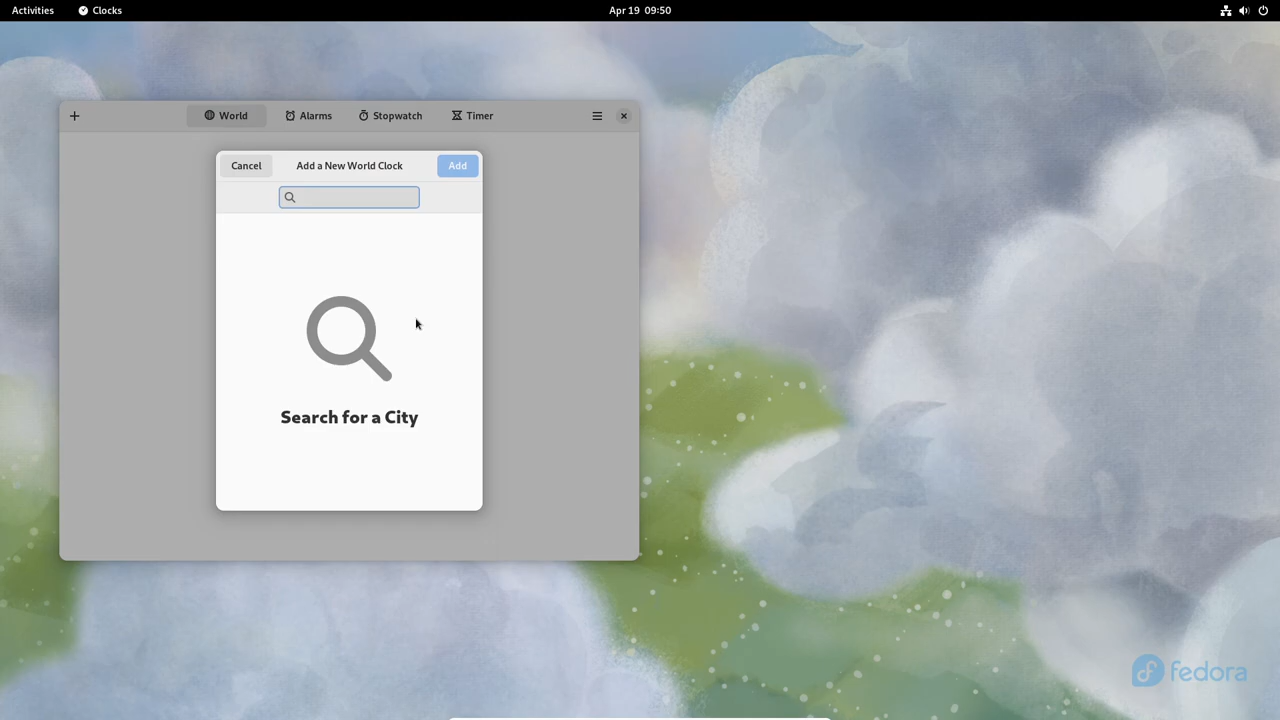 Activities
Clocks
Apr 19 09:50
World
Alarms
Stopwatch
Timer
Cancel
Add a New World Clock
Add
Search for a City
fedora